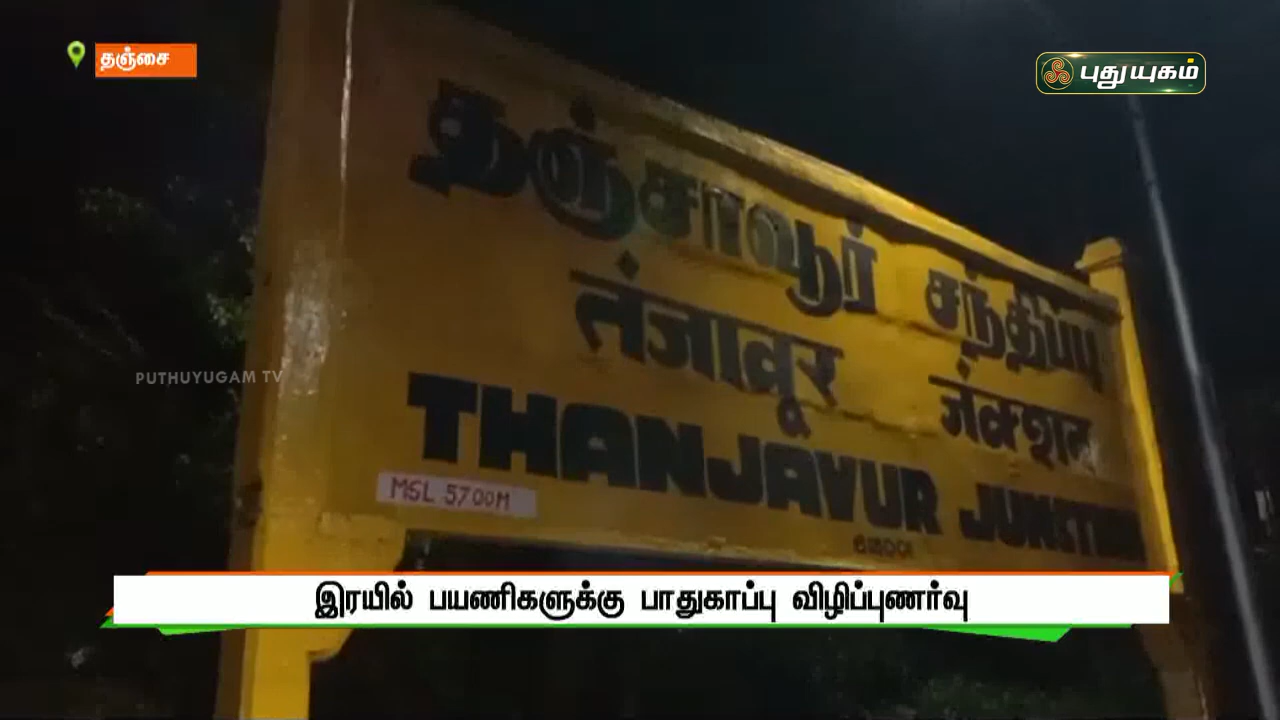 தஞ்சை
புதுயுகம்
தஞ்சாவூர் சந்திப்பு
तंजावूर जंक्शन
PUTHUYUGAM TV
THANJAVUR JUNCTION
MSL 57.00M
இரயில் பயணிகளுக்கு பாதுகாப்பு விழிப்புணர்வு